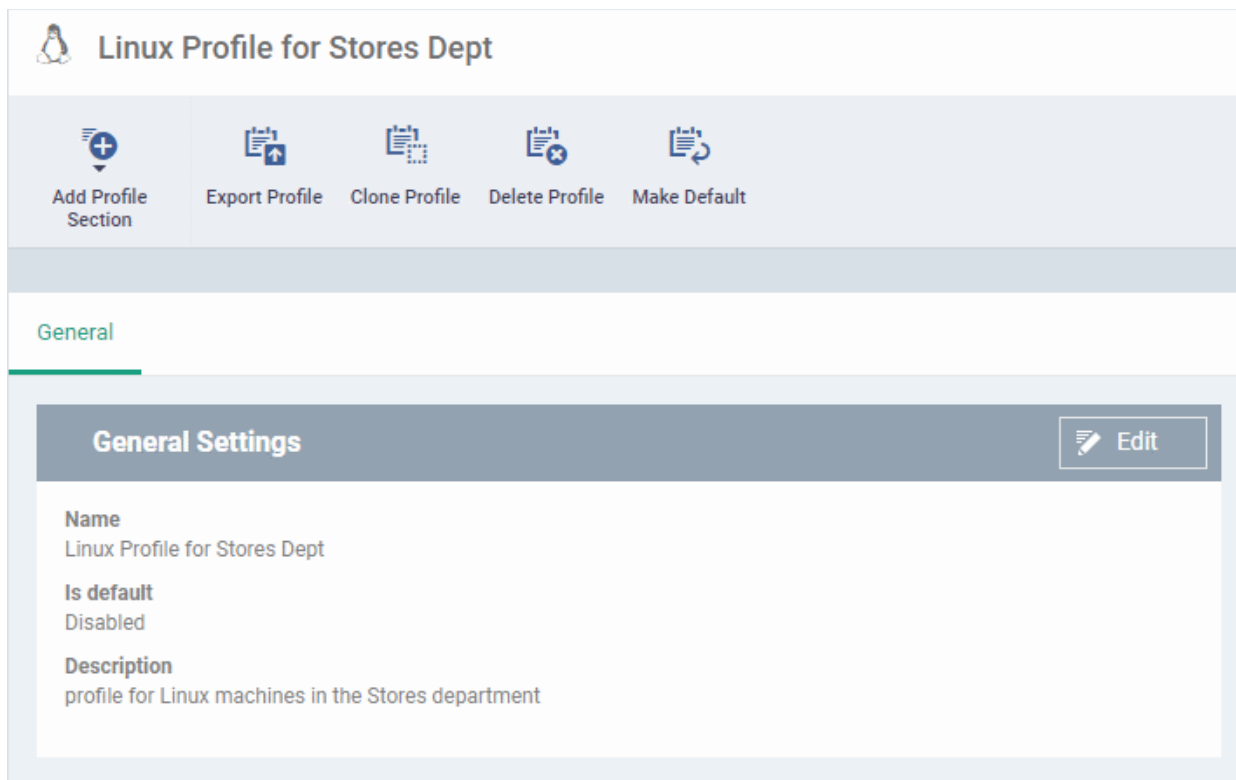 Linux Profile for Stores Dept
Add Profile
Section
Export Profile
Clone Profile
Delete Profile
Make Default
General
General Settings
Edit
Name
Linux Profile for Stores Dept
Is default
Disabled
Description
profile for Linux machines in the Stores department